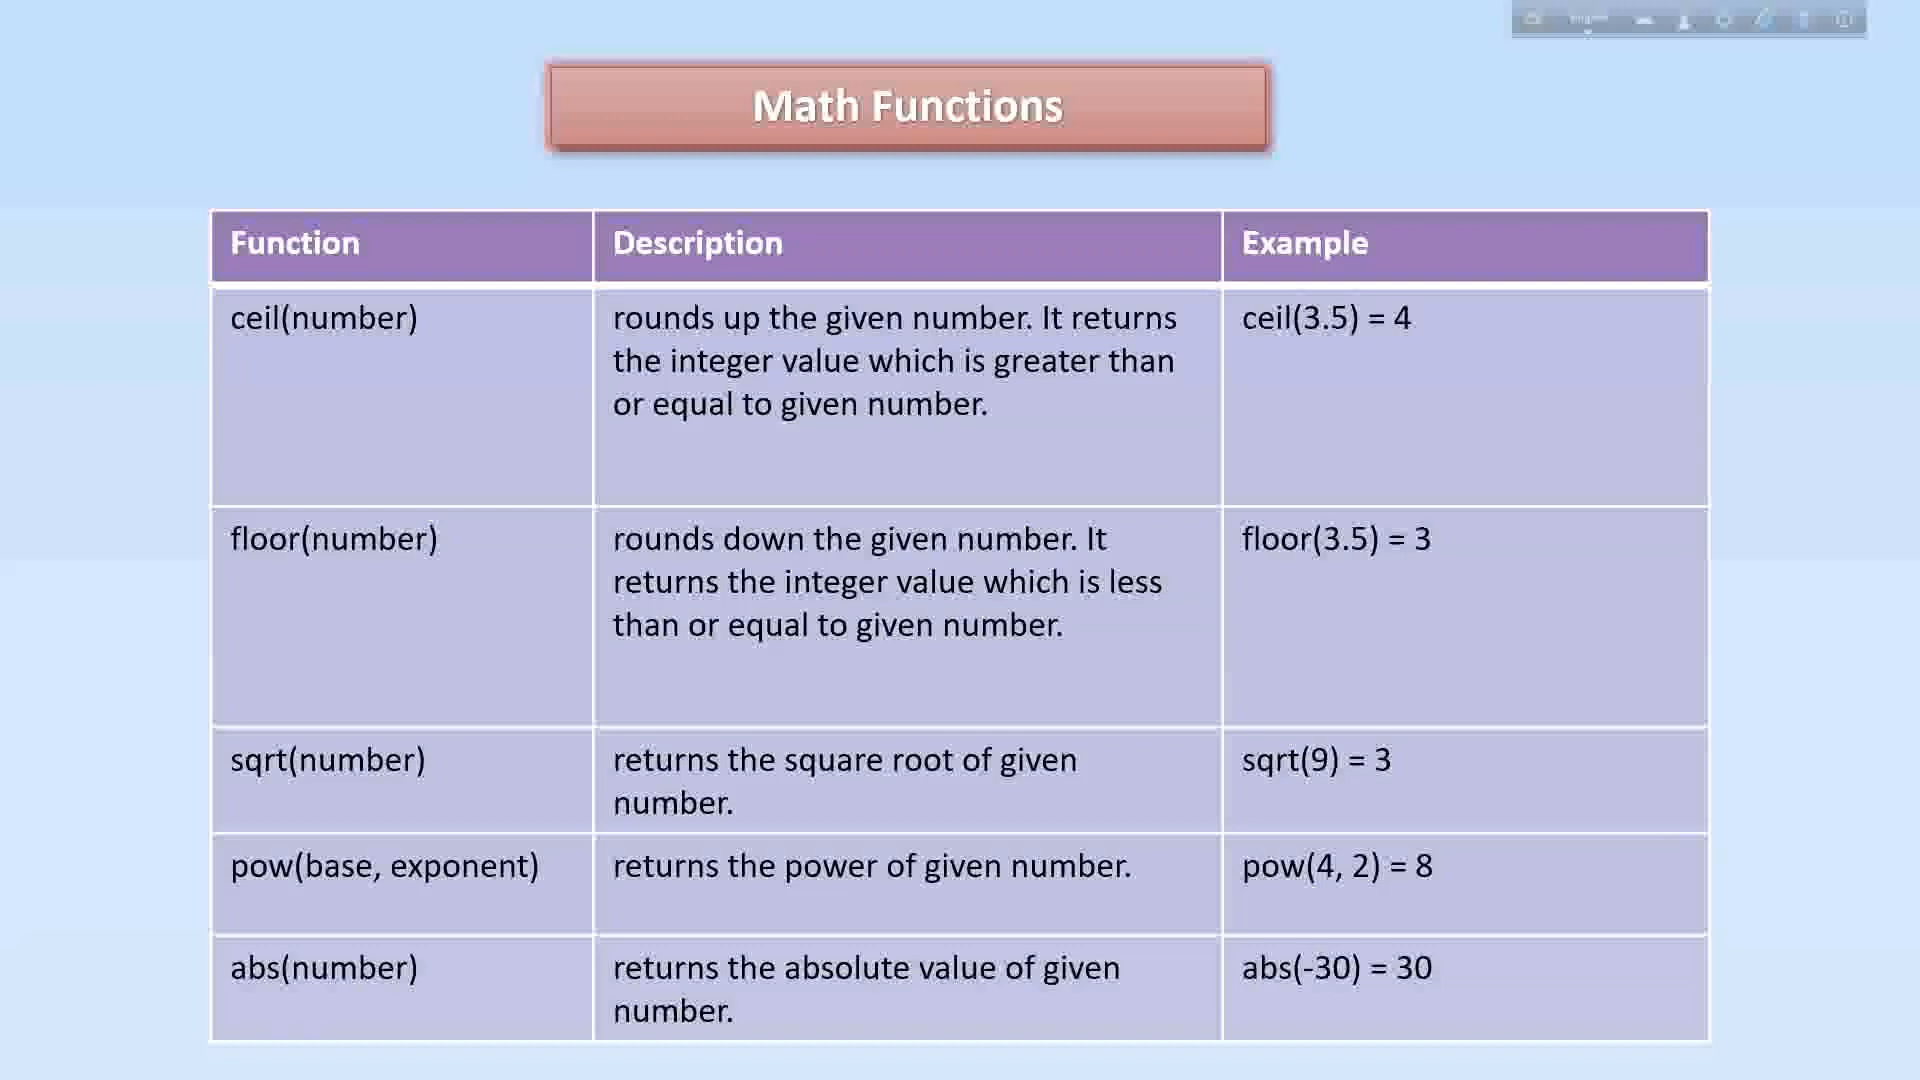 Math Functions
Function Description Example
ceil(number) rounds up the given number. It returns ceil(3.5) = 4
the integer value which is greater than
or equal to given number.
floor(number) rounds down the given number. It floor(3.5) = 3
returns the integer value which is less
than or equal to given number.
sqrt(number) returns the square root of given sqrt(9) = 3
number.
pow(base, exponent) returns the power of given number. pow(4, 2) = 8
abs(number) returns the absolute value of given abs(-30) = 30
number.